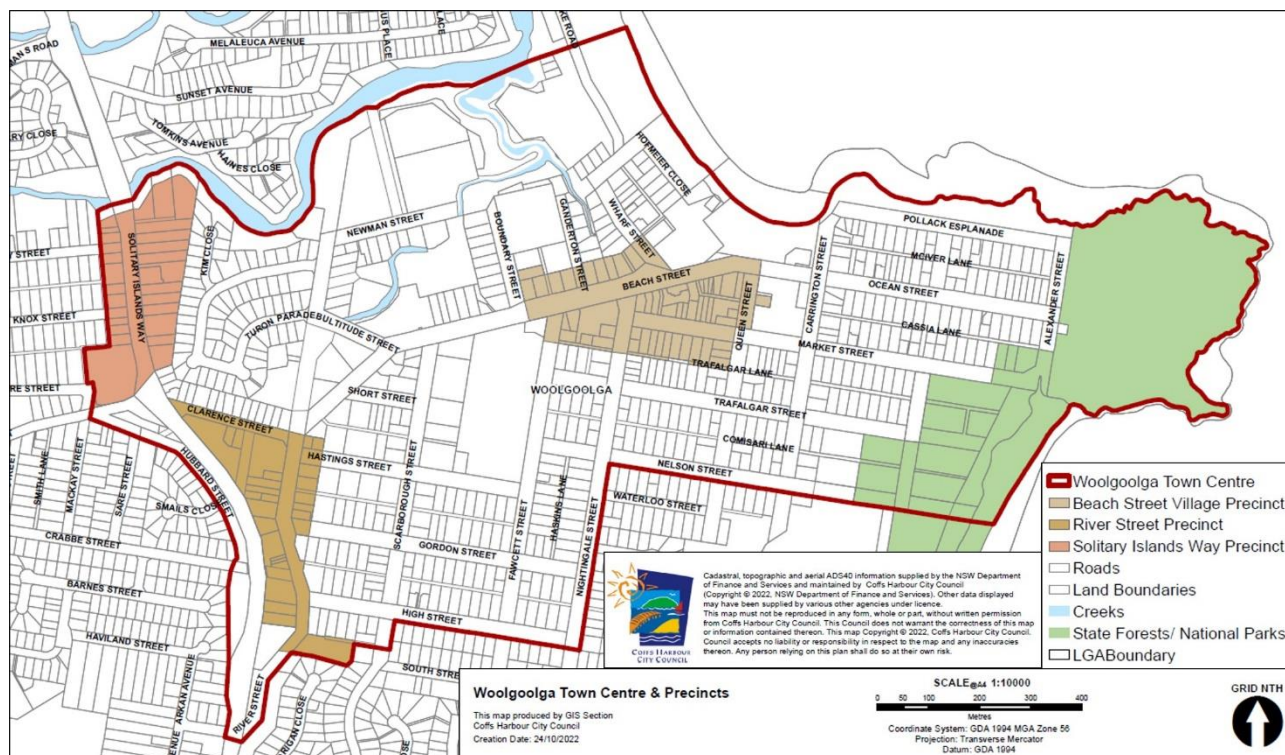 MELALEUCA AVENUE
SUNSET AVENUE
TOMKINS AVENUE
HAINES CLOSE
NEWMAN STREET
BOUNDARY STREET
GANDERTON STREET
WHARF STREET
HOFMEIER CLOSE
SOLITARY ISLANDS WAY
KIM CLOSE
KNOX STREET
BEACH STREET
TURON PARADE
BULTITUDE STREET
QUEEN STREET
CARRINGTON STREET
POLLACK ESPLANADE
MCIVER LANE
OCEAN STREET
CASSIA LANE
ALEXANDER STREET
MARKET STREET
TRAFALGAR LANE
TRAFALGAR STREET
COMISARI LANE
NELSON STREET
WOOLGOOLGA
SHORT STREET
CLARENCE STREET
HASTINGS STREET
SCARBOROUGH STREET
HUBBARD STREET
SMITH LANE
MACKAY STREET
SARE STREET
SMAILS CLOSE
CRABBE STREET
BARNES STREET
HAVILAND STREET
GORDON STREET
FAWCETT STREET
HASKINS LANE
NIGHTINGALE STREET
WATERLOO STREET
HIGH STREET
RIVER STREET
Woolgoolga Town Centre
Beach Street Village Precinct
River Street Precinct
Solitary Islands Way Precinct
Roads
Land Boundaries
Creeks
State Forests/ National Parks
LGABoundary
COFFS HARBOUR
CITY COUNCIL
Cadastral, topographic and aerial ADS40 information supplied by the NSW Department
of Finance and Services and maintained by Coffs Harbour City Council
(Copyright © 2022, NSW Department of Finance and Services). Other data displayed
may have been supplied by various other agencies under licence.
This map must not be reproduced in any form, whole or part, without written permission
from Coffs Harbour City Council. This Council does not warrant the correctness of this map
or information contained thereon. This map Copyright © 2022, Coffs Harbour City Council.
Council accepts no liability or responsibility in respect to the map and any inaccuracies
thereon. Any person relying on this plan shall do so at their own risk.
Woolgoolga Town Centre & Precincts
This map produced by GIS Section
Coffs Harbour City Council
Creation Date: 24/10/2022
SCALE@A4 1:10000
0 50 100 200 300 400
Metres
Coordinate System: GDA 1994 MGA Zone 56
Projection: Transverse Mercator
Datum: GDA 1994
GRID NTH